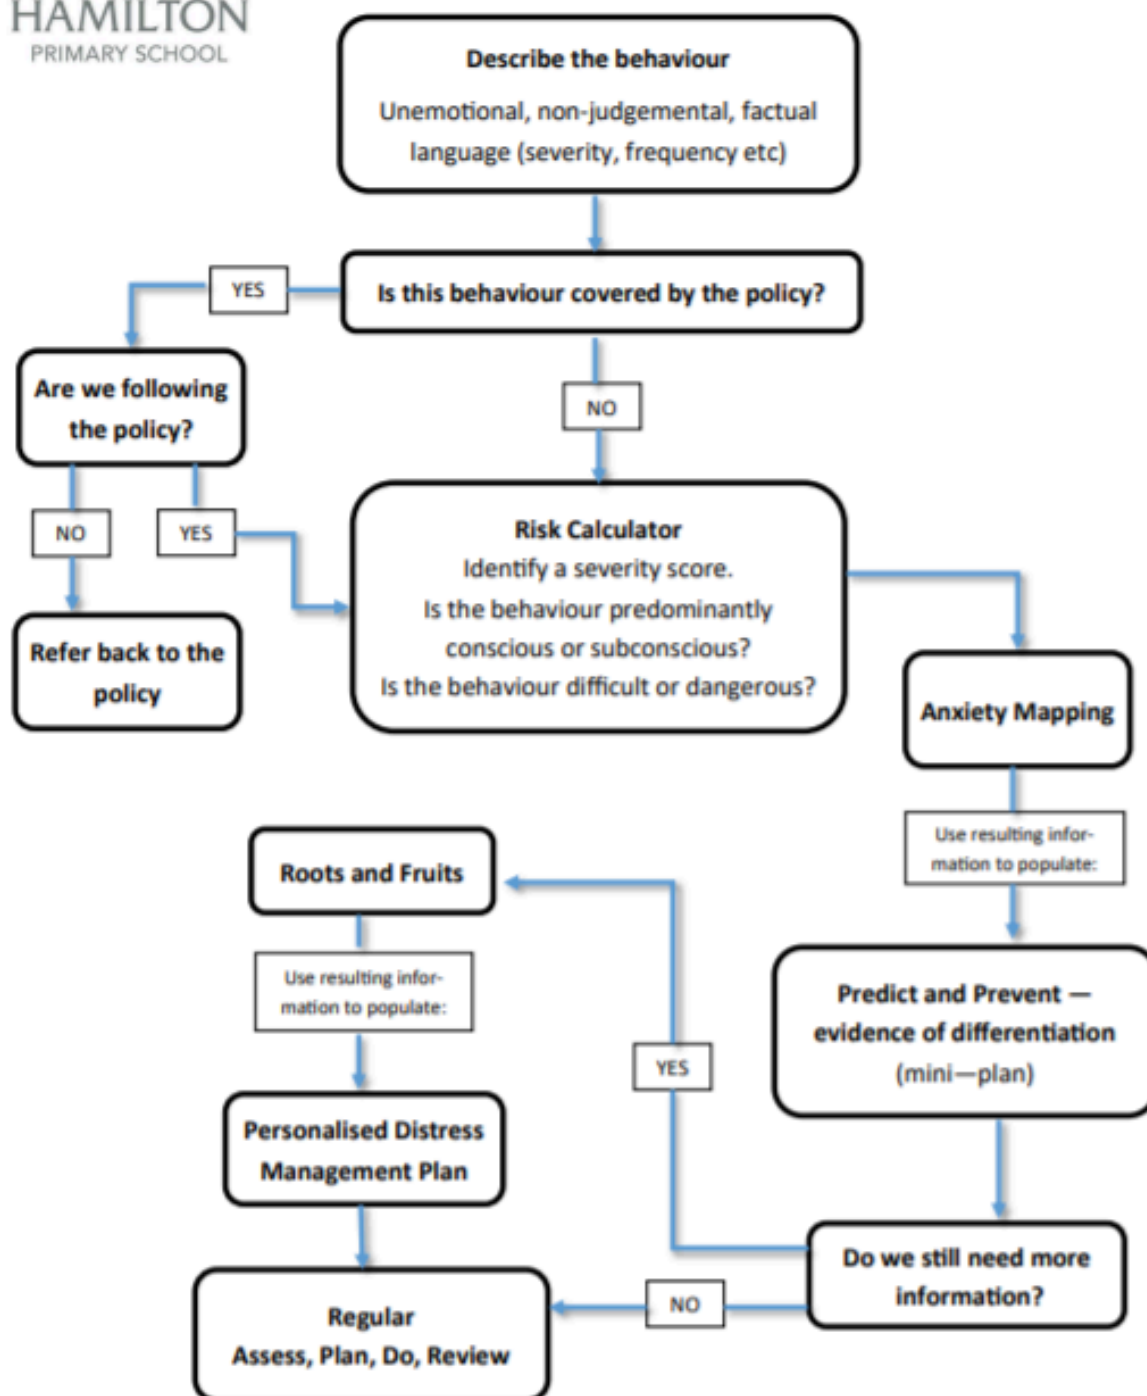 HAMILTON
PRIMARY SCHOOL
Describe the behaviour
Unemotional, non-judgemental, factual
language (severity, frequency etc)
YES
Is this behaviour covered by the policy?
Are we following
the policy?
NO
NO
YES
Refer back to the
policy
Risk Calculator
Identify a severity score.
Is the behaviour predominantly
conscious or subconscious?
Is the behaviour difficult or dangerous?
Anxiety Mapping
Use resulting infor-
mation to populate:
Predict and Prevent —
evidence of differentiation
(mini—plan)
Do we still need more
information?
YES
NO
Roots and Fruits
Use resulting infor-
mation to populate:
Personalised Distress
Management Plan
Regular
Assess, Plan, Do, Review